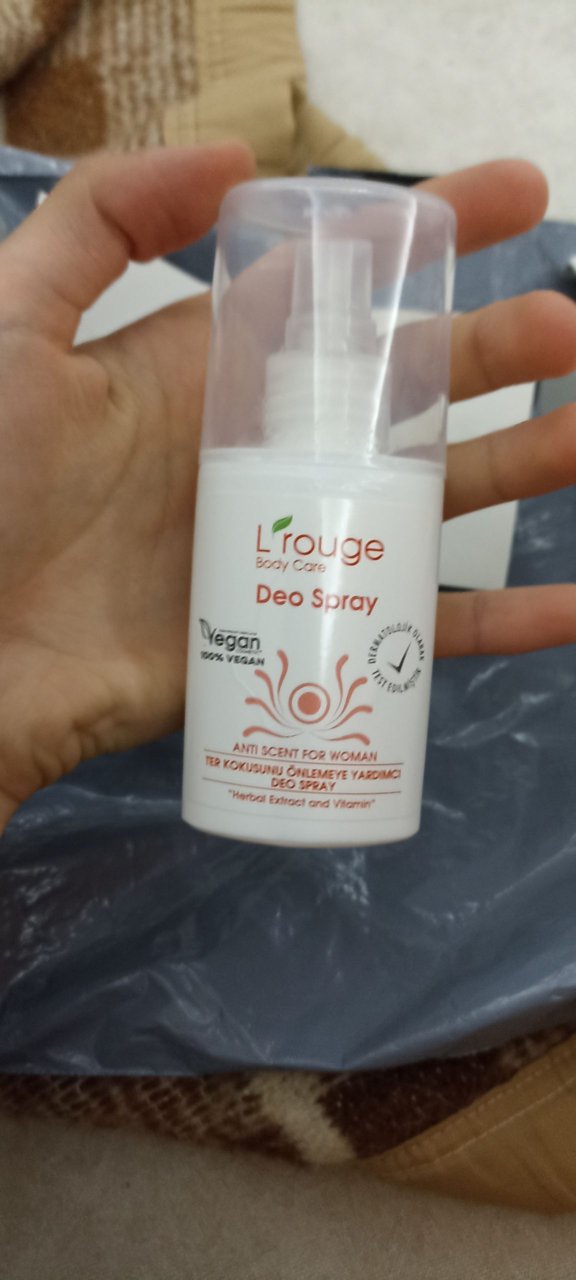 L'rouge
Body Care
Deo Spray
Vegan
100% VEGAN
DERMATOLOJİK OLARAK
TEST EDİLMİŞTİR
ANTI SCENT FOR WOMAN
TER KOKUSUNU ÖNLEMEYE YARDIMCI
DEO SPRAY
"Herbal Extract and Vitamin"